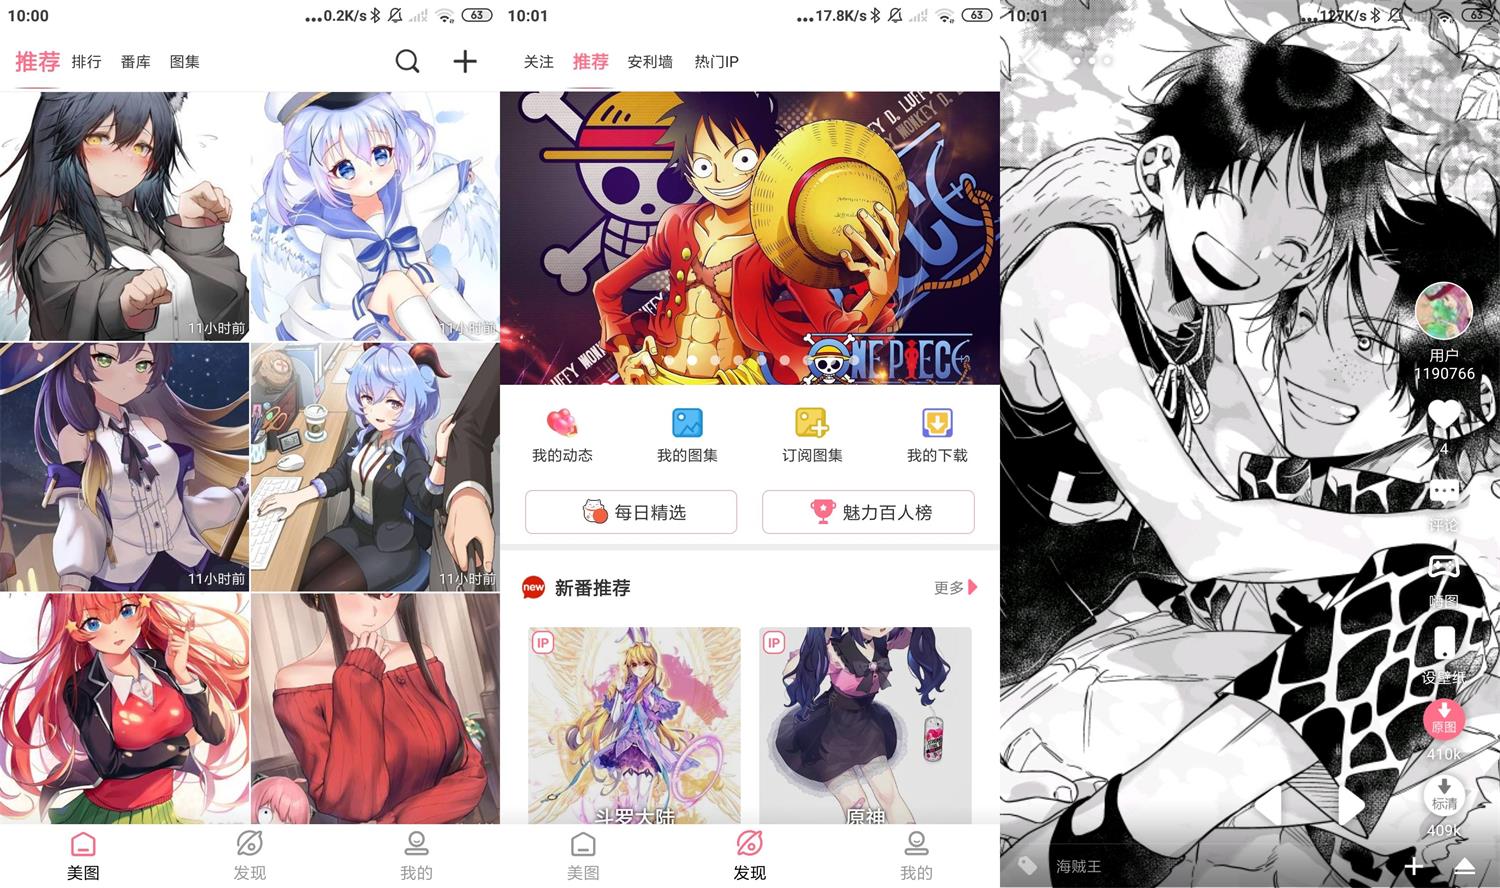 10:00
...0.2K/s
63
推荐
排行
番库
图集
11小时前
11小时前
11小时前
11小时前
美图
发现
我的
10:01
...17.8K/s
63
关注
推荐
安利墙
热门IP
D. LUFFY
MONKEY D.
LUFFY
LUFFY MONKEY
ONE PIECE
我的动态
我的图集
订阅图集
我的下载
每日精选
魅力百人榜
new
新番推荐
更多
IP
斗罗大陆
IP
原神
美图
发现
我的
10:01
...127K/s
63
用户
1190766
4
评论
嗮图
设壁纸
原图
410k
标清
409k
海贼王